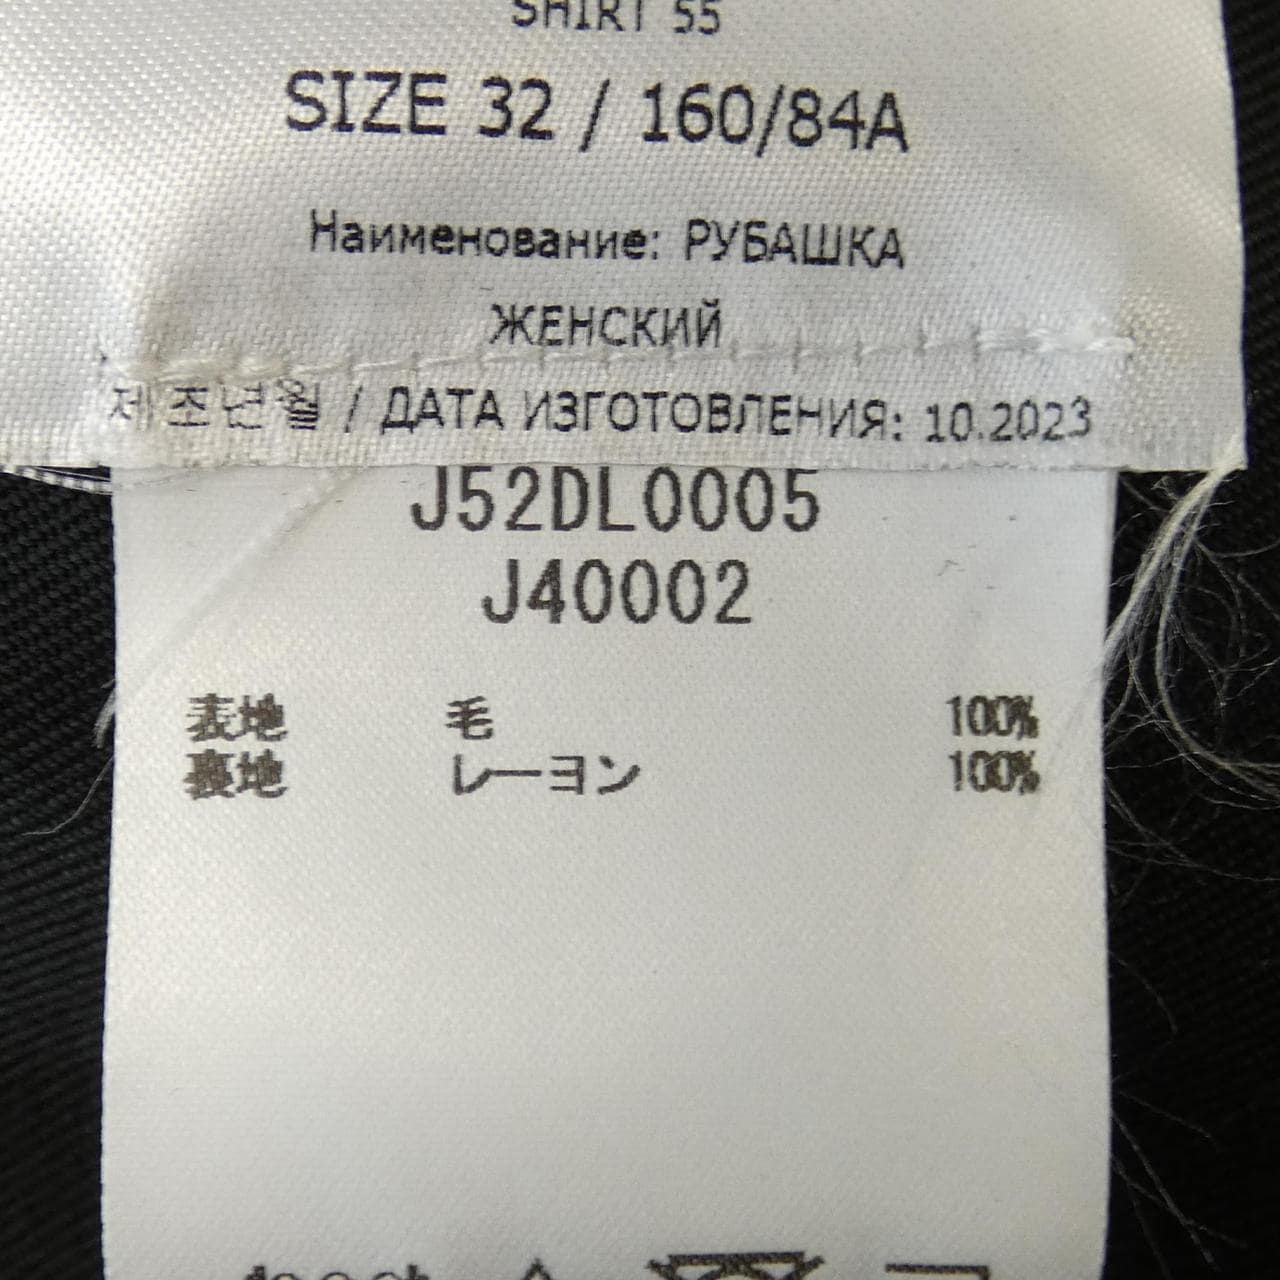 SHIRT 55
SIZE 32 / 160/84A
Наименование: РУБАШКА
ЖЕНСКИЙ
제조년월 / ДАТА ИЗГОТОВЛЕНИЯ: 10.2023
J52DL0005
J40002
表地 毛 100%
裏地 レーヨン 100%